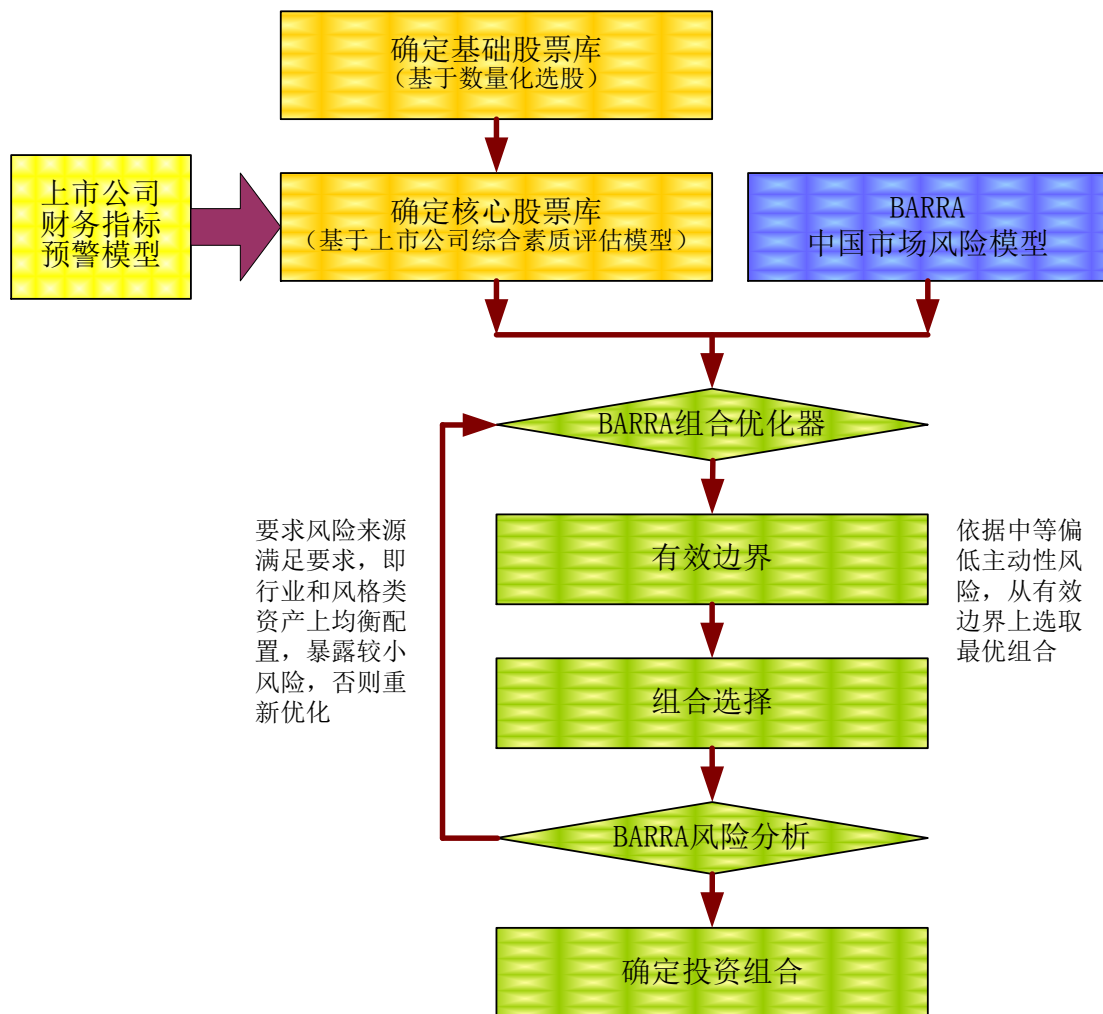 确定基础股票库
（基于数量化选股）
上市公司
财务指标
预警模型
确定核心股票库
（基于上市公司综合素质评估模型）
BARRA
中国市场风险模型
BARRA组合优化器
要求风险来源
满足要求，即
行业和风格类
资产上均衡配
置，暴露较小
风险，否则重
新优化
有效边界
依据中等偏
低主动性风
险，从有效
边界上选取
最优组合
组合选择
BARRA风险分析
确定投资组合